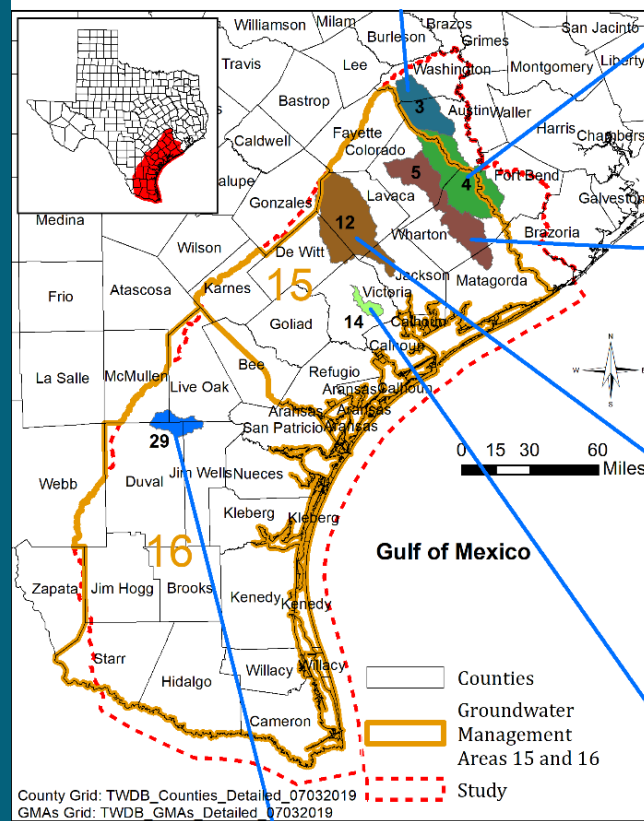 Williamson
Milam
Brazos
San Jacinto
Burleson
Grimes
Travis
Lee
Washington
Montgomery
Liberty
Bastrop
3
Austin
Waller
Harris
Chambers
Fayette
Caldwell
Colorado
5
4
Fort Bend
Galveston
alupe
Gonzales
Lavaca
12
Medina
Wilson
De Witt
Wharton
Brazoria
Jackson
Matagorda
Karnes
15
Victoria
Frio
Atascosa
Goliad
14
Calhoun
Calhoun
N
W
S
Bee
La Salle
McMullen
Live Oak
Refugio
Aransas
Calhoun
Aransas
Aransas
San Patricio
Aransas
29
0 15 30 60
Miles
Webb
Duval
Jim Wells
Nueces
Kleberg
Kleberg
16
Gulf of Mexico
Zapata
Jim Hogg
Brooks
Kenedy
Kenedy
Starr
Willacy
Willacy
Hidalgo
Cameron
Counties
Groundwater
Management
Areas 15 and 16
Study
County Grid: TWDB_Counties_Detailed_07032019
GMAs Grid: TWDB_GMAs_Detailed_07032019